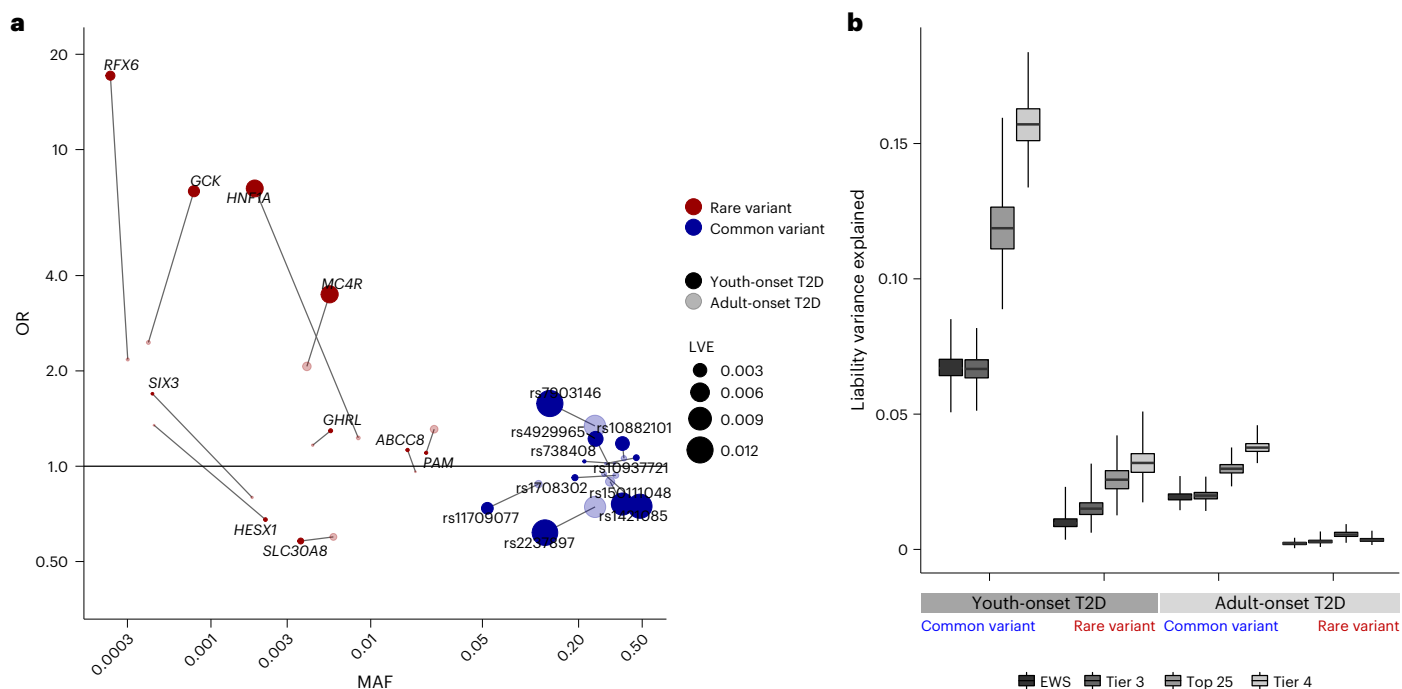 a
20
10
4.0
2.0
1.0
0.50
OR
RFX6
GCK
HNF1A
MC4R
SIX3
GHRL
ABCC8
PAM
HESX1
SLC30A8
rs7903146
rs4929965
rs10882101
rs738408
rs10937721
rs1708302
rs150111048
rs11709077
rs1421085
rs2237897
0.0003
0.001
0.003
0.01
0.05
0.20
0.50
MAF
Rare variant
Common variant
Youth-onset T2D
Adult-onset T2D
LVE
0.003
0.006
0.009
0.012
b
Liability variance explained
0.15
0.10
0.05
0
Youth-onset T2D Adult-onset T2D
Common variant Rare variant Common variant Rare variant
EWS Tier 3 Top 25 Tier 4